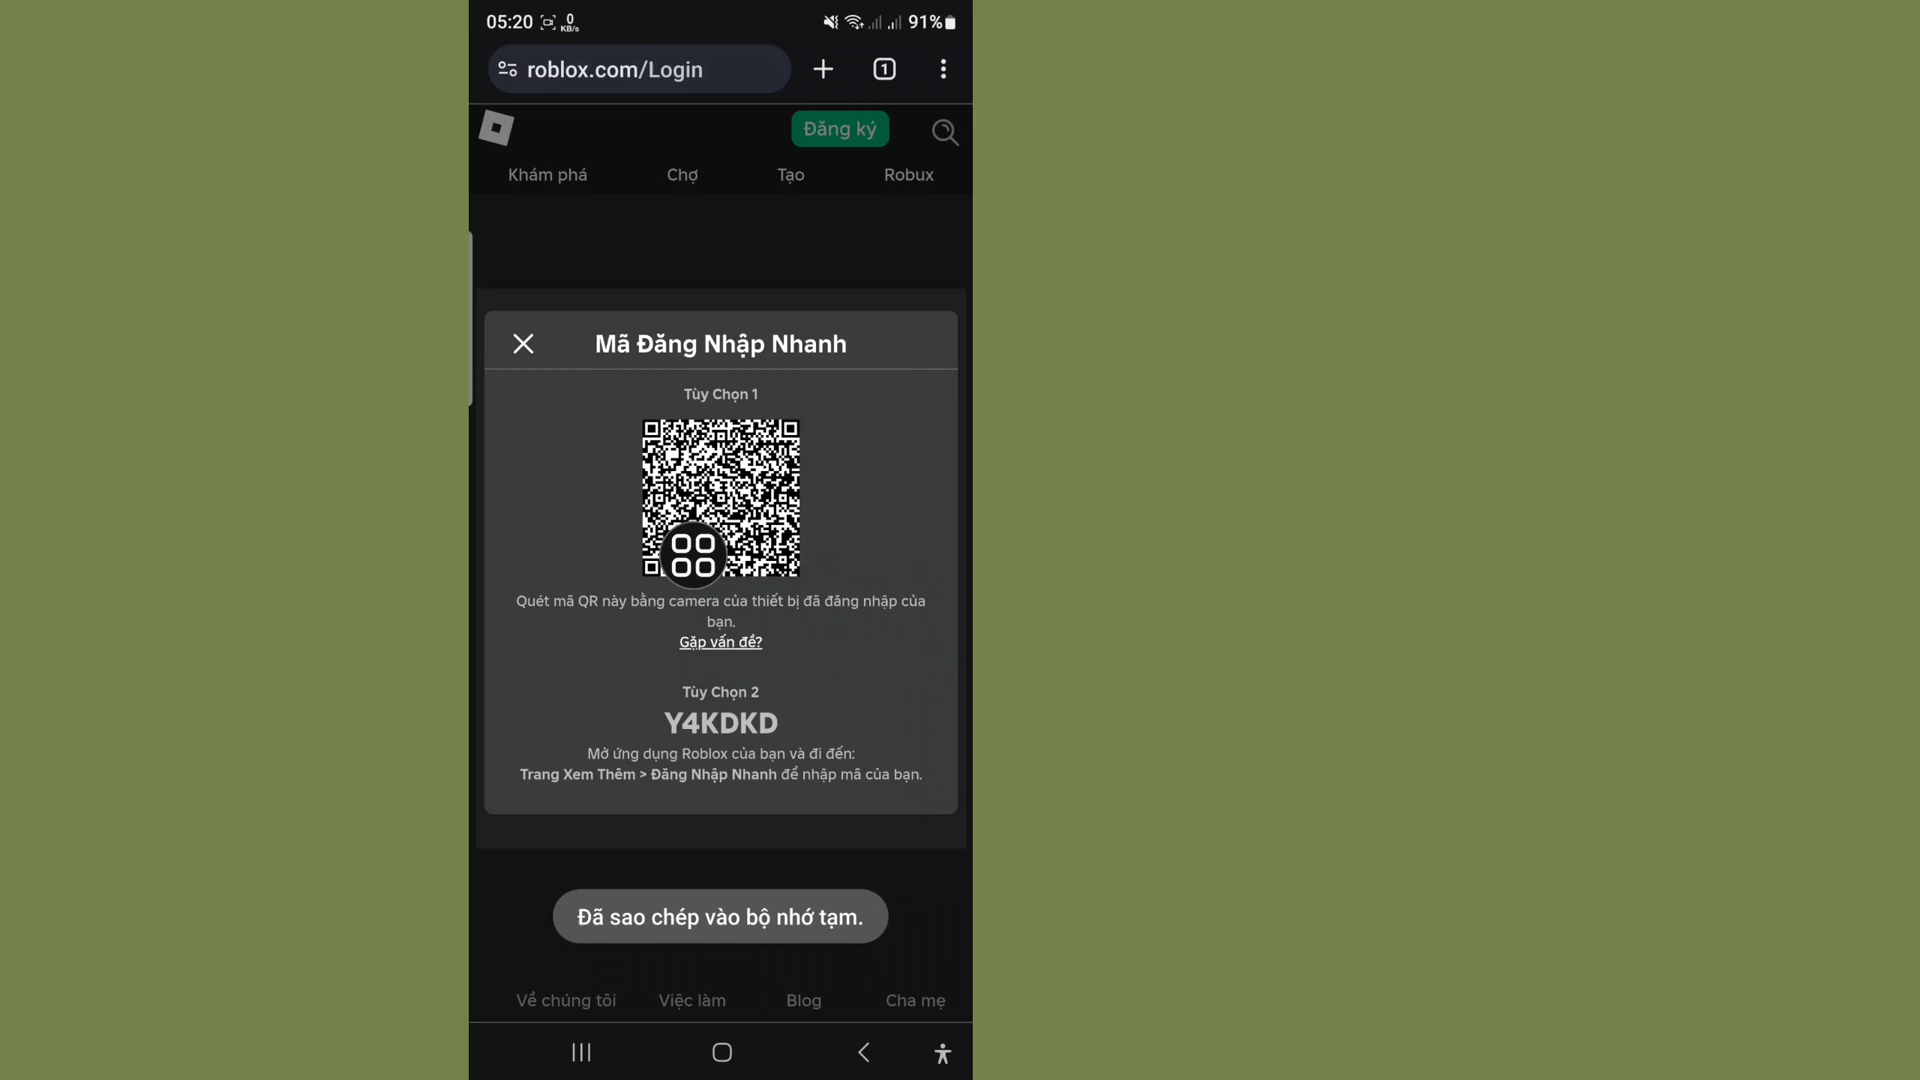 05:20 0 KB/s 91%
roblox.com/Login 1
Đăng ký
Khám phá Chợ Tạo Robux
Mã Đăng Nhập Nhanh
Tùy Chọn 1
Quét mã QR này bằng camera của thiết bị đã đăng nhập của
bạn.
Gặp vấn đề?
Tùy Chọn 2
Y4KDKD
Mở ứng dụng Roblox của bạn và đi đến:
Trang Xem Thêm > Đăng Nhập Nhanh để nhập mã của bạn.
Đã sao chép vào bộ nhớ tạm.
Về chúng tôi Việc làm Blog Cha mẹ